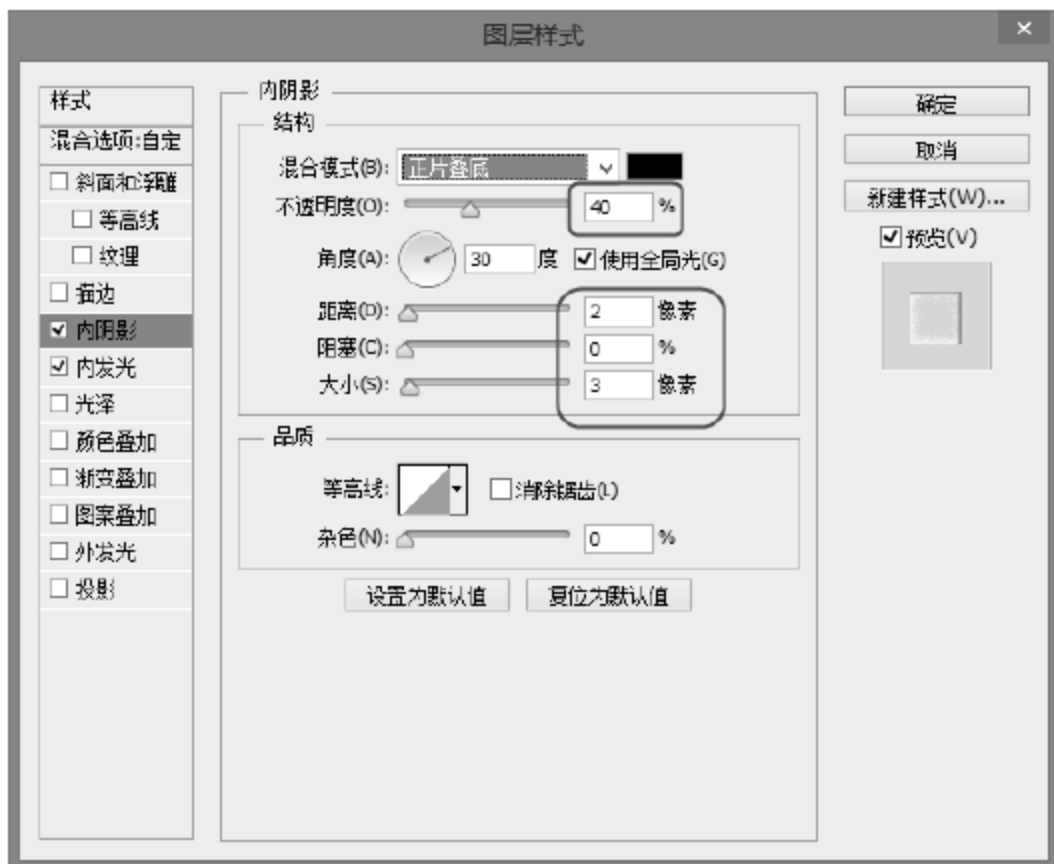 图层样式
样式
混合选项:自定
斜面和浮雕
等高线
纹理
描边
内阴影
内发光
光泽
颜色叠加
渐变叠加
图案叠加
外发光
投影
内阴影
结构
混合模式(B): 正片叠底
不透明度(O): 40 %
角度(A): 30 度 使用全局光(G)
距离(D): 2 像素
阻塞(C): 0 %
大小(S): 3 像素
品质
等高线: 消除锯齿(L)
杂色(N): 0 %
设置为默认值 复位为默认值
确定
取消
新建样式(W)...
预览(V)